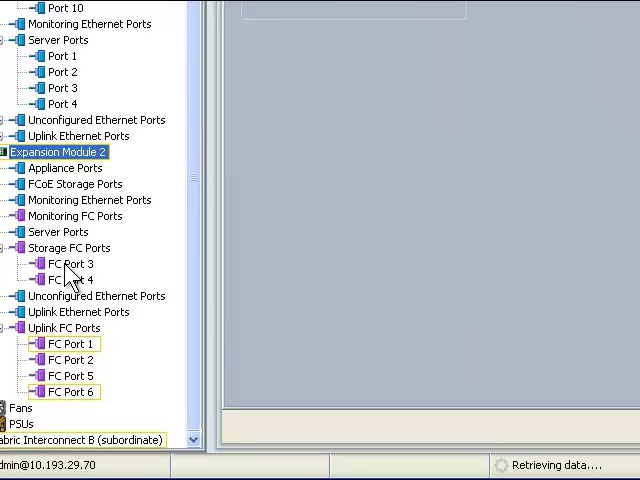 Port 10
Monitoring Ethernet Ports
Server Ports
Port 1
Port 2
Port 3
Port 4
Unconfigured Ethernet Ports
Uplink Ethernet Ports
Expansion Module 2
Appliance Ports
FCoE Storage Ports
Monitoring Ethernet Ports
Monitoring FC Ports
Server Ports
Storage FC Ports
FC Port 3
FC 4
Unconfigured Ethernet Ports
Uplink Ethernet Ports
Uplink FC Ports
FC Port 1
FC Port 2
FC Port 5
FC Port 6
Fans
PSUs
abric Interconnect B (subordinate)
dmin@10.193.29.70
Retrieving data....